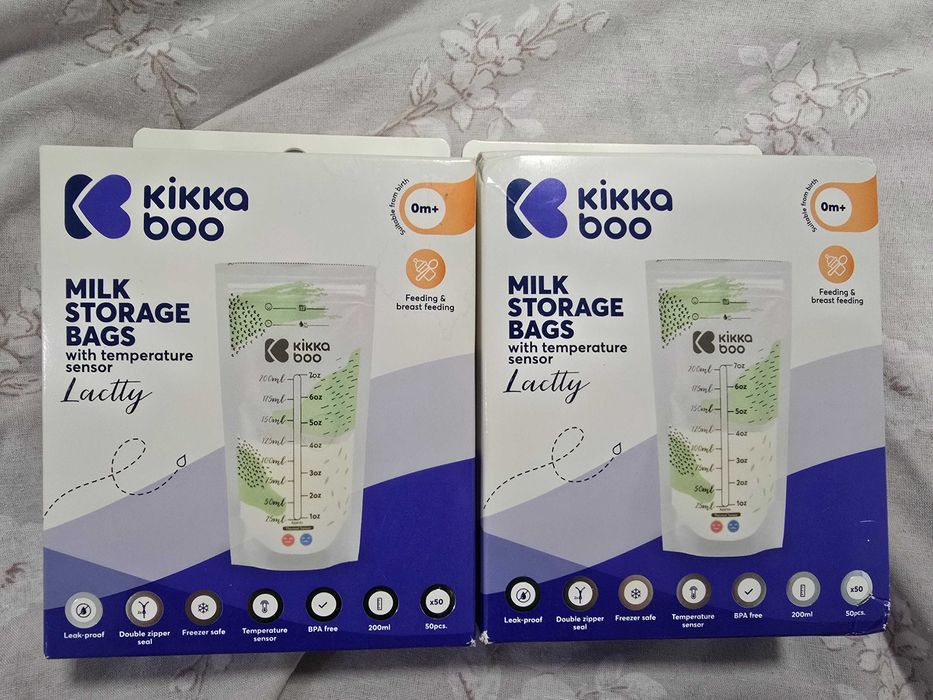 Kikka
boo
Suitable from birth
0m+
MILK
STORAGE
BAGS
with temperature
sensor
Lactty
Feeding &
breast feeding
Kikka
boo
200ml 7oz
175ml 6oz
150ml 5oz
125ml 4oz
100ml 3oz
75ml 2oz
50ml
25ml 1oz
Leak-proof
Double zipper
seal
Freezer safe
Temperature
sensor
BPA free
200ml
x50
50pcs.
Kikka
boo
Suitable from birth
0m+
MILK
STORAGE
BAGS
with temperature
sensor
Lactty
Feeding &
breast feeding
Kikka
boo
200ml 7oz
175ml 6oz
150ml 5oz
125ml 4oz
100ml 3oz
75ml 2oz
50ml
25ml 1oz
Leak-proof
Double zipper
seal
Freezer safe
Temperature
sensor
BPA free
200ml
x50
50pcs.